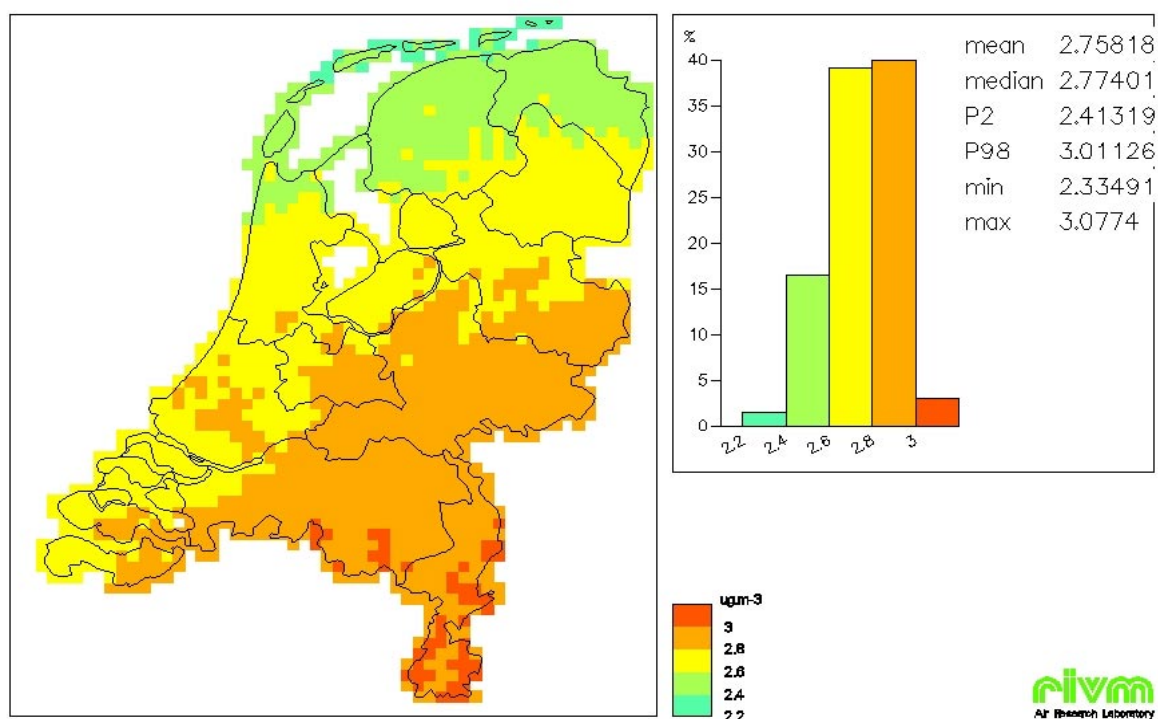 %
40
35
30
25
20
15
10
5
0
2.2 2.4 2.6 2.8 3
mean 2.75818
median 2.77401
P2 2.41319
P98 3.01126
min 2.33491
max 3.0774
ugm-3
3
2.8
2.6
2.4
2.2
rivm
Air Research Laboratory